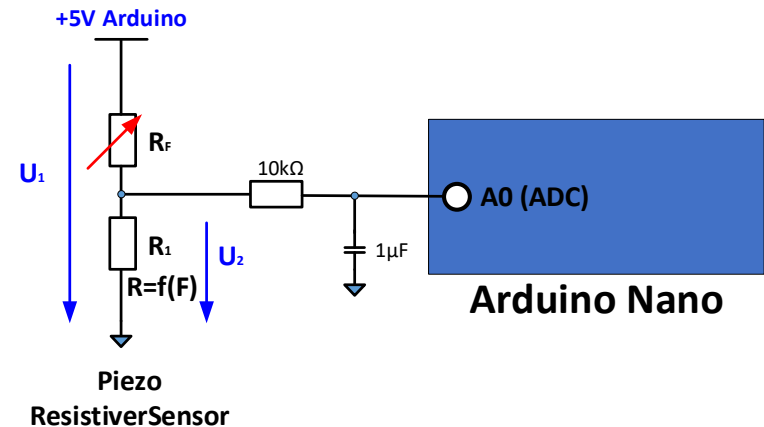 +5V Arduino
R_F
U₁
10kΩ
A0 (ADC)
R₁
U₂
1µF
R=f(F)
Arduino Nano
Piezo
ResistiverSensor